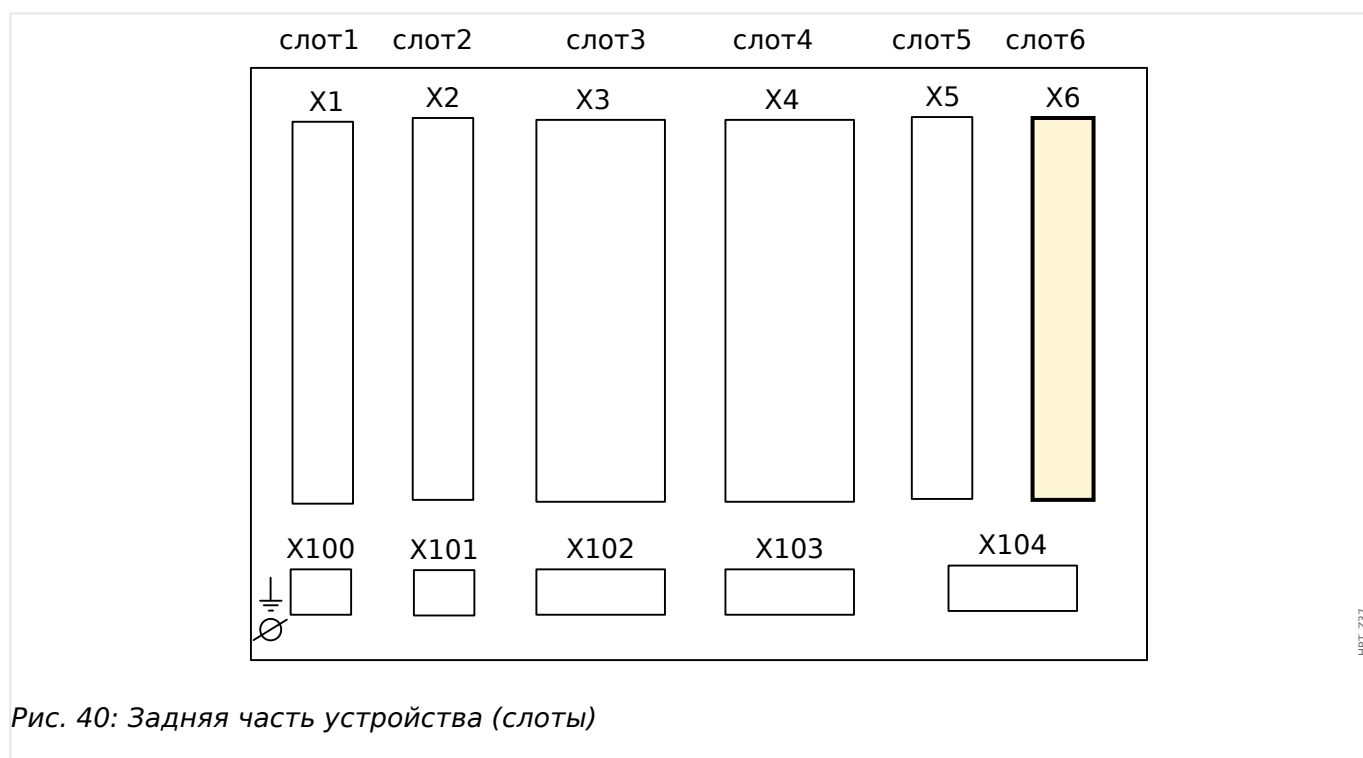 слот1 слот2 слот3 слот4 слот5 слот6
X1 X2 X3 X4 X5 X6
X100 X101 X102 X103 X104
Рис. 40: Задняя часть устройства (слоты)